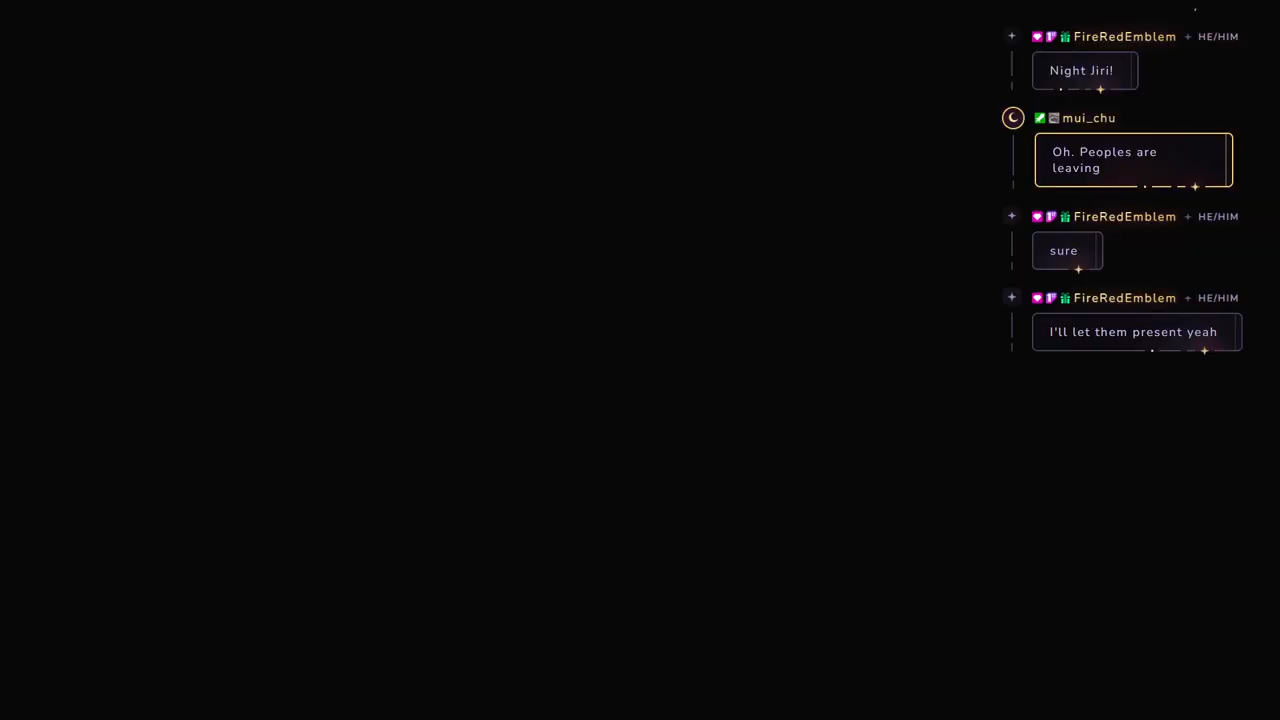 FireRedEmblem HE/HIM
Night Jiri!
mui_chu
Oh. Peoples are
leaving
FireRedEmblem HE/HIM
sure
FireRedEmblem HE/HIM
I'll let them present yeah